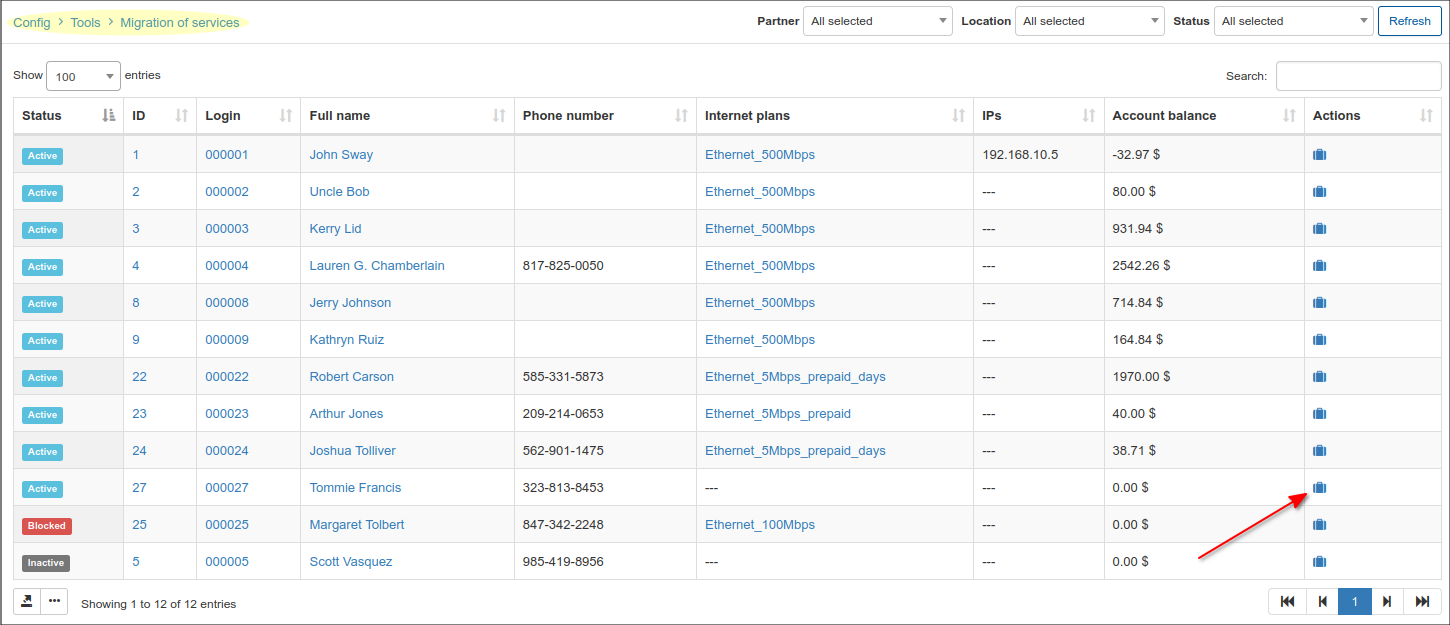 Config > Tools > Migration of services Partner All selected Location All selected Status All selected Refresh
Show 100 entries Search:
Status ID Login Full name Phone number Internet plans IPs Account balance Actions
Active 1 000001 John Sway Ethernet_500Mbps 192.168.10.5 -32.97 $
Active 2 000002 Uncle Bob Ethernet_500Mbps --- 80.00 $
Active 3 000003 Kerry Lid Ethernet_500Mbps --- 931.94 $
Active 4 000004 Lauren G. Chamberlain 817-825-0050 Ethernet_500Mbps --- 2542.26 $
Active 8 000008 Jerry Johnson Ethernet_500Mbps --- 714.84 $
Active 9 000009 Kathryn Ruiz Ethernet_500Mbps --- 164.84 $
Active 22 000022 Robert Carson 585-331-5873 Ethernet_5Mbps_prepaid_days --- 1970.00 $
Active 23 000023 Arthur Jones 209-214-0653 Ethernet_5Mbps_prepaid --- 40.00 $
Active 24 000024 Joshua Tolliver 562-901-1475 Ethernet_5Mbps_prepaid_days --- 38.71 $
Active 27 000027 Tommie Francis 323-813-8453 --- --- 0.00 $
Blocked 25 000025 Margaret Tolbert 847-342-2248 Ethernet_100Mbps --- 0.00 $
Inactive 5 000005 Scott Vasquez 985-419-8956 --- --- 0.00 $
Showing 1 to 12 of 12 entries 1